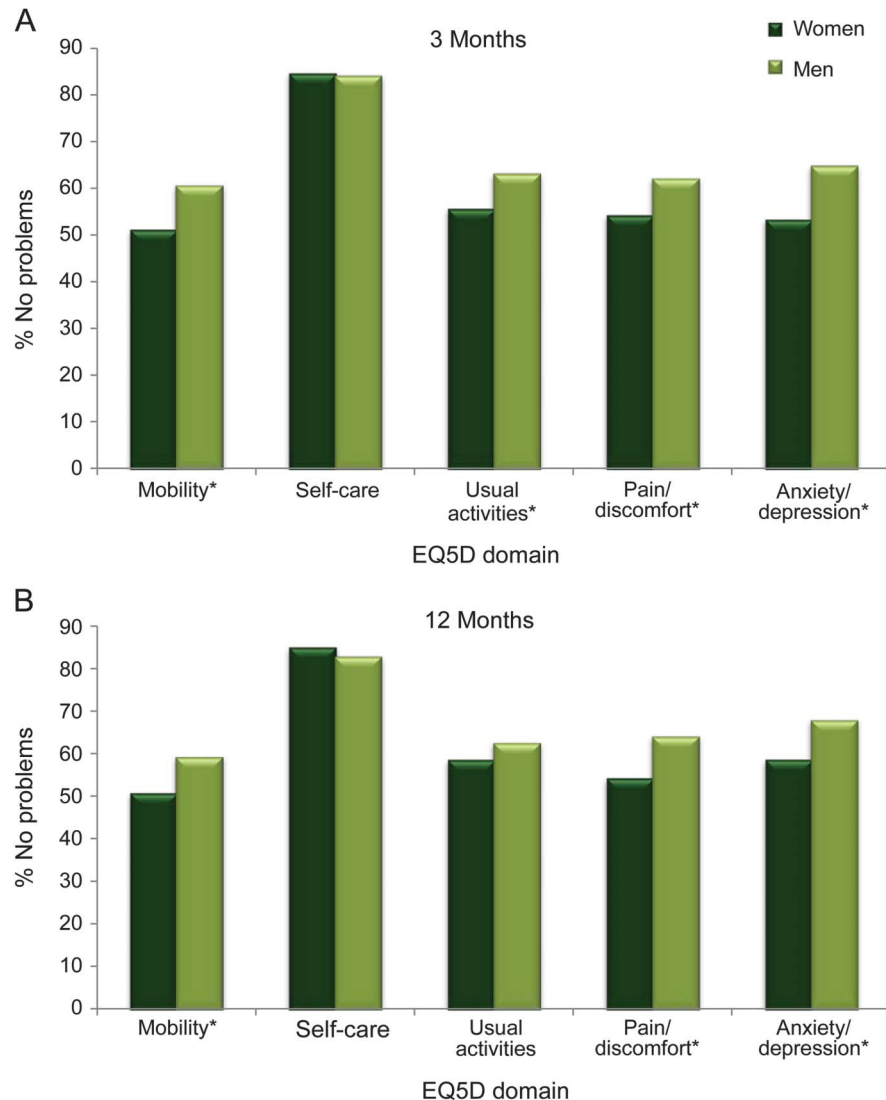 A
3 Months
Women
Men
90
80
70
60
50
40
30
20
10
0
% No problems
Mobility*
Self-care
Usual
activities*
Pain/
discomfort*
Anxiety/
depression*
EQ5D domain
B
12 Months
90
80
70
60
50
40
30
20
10
0
% No problems
Mobility*
Self-care
Usual
activities
Pain/
discomfort*
Anxiety/
depression*
EQ5D domain